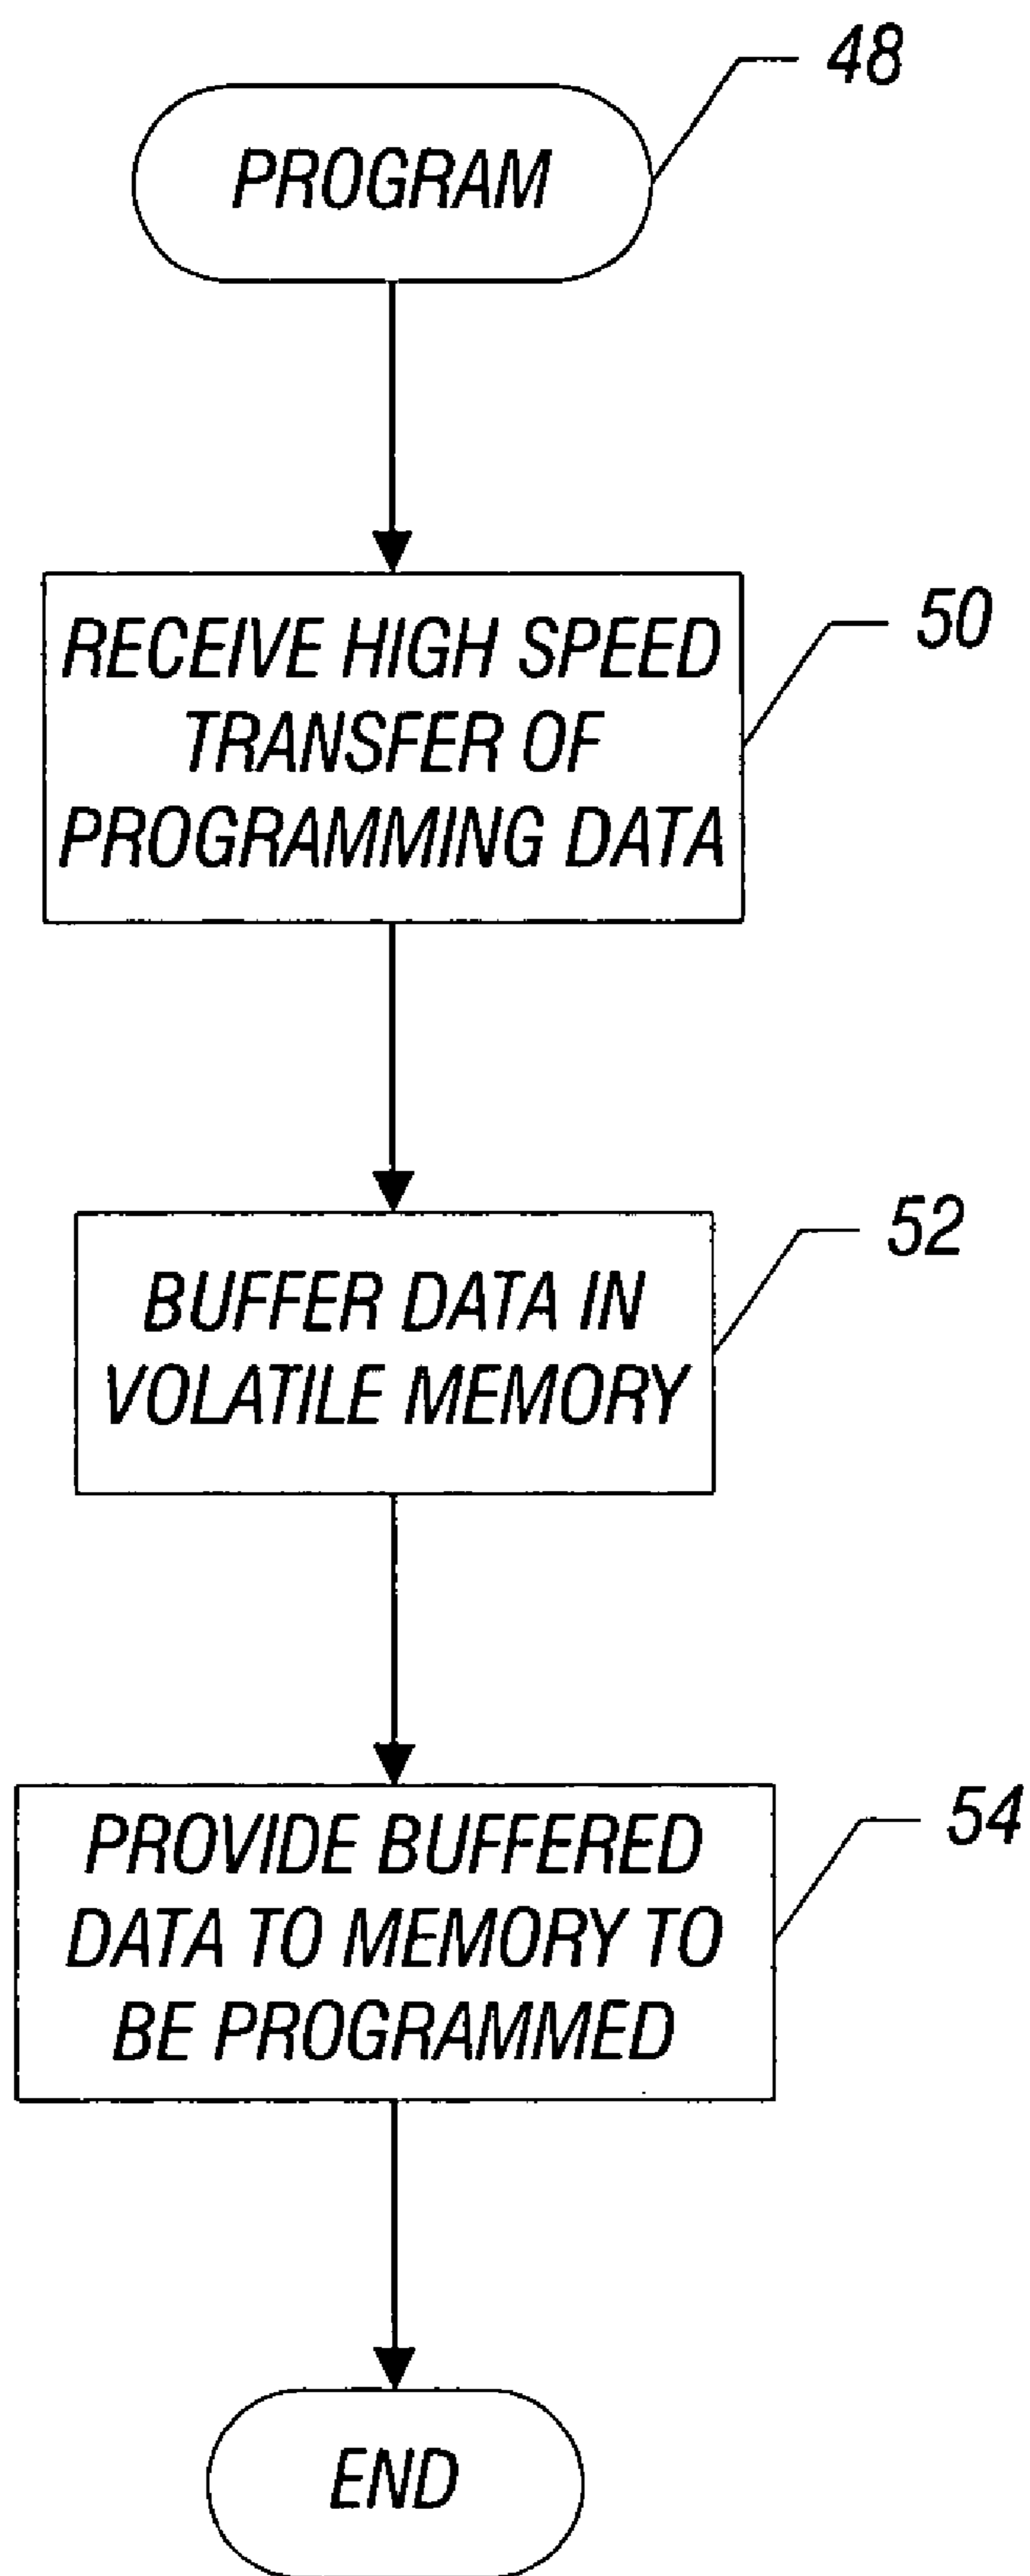 48
PROGRAM
50
RECEIVE HIGH SPEED
TRANSFER OF
PROGRAMMING DATA
52
BUFFER DATA IN
VOLATILE MEMORY
54
PROVIDE BUFFERED
DATA TO MEMORY TO
BE PROGRAMMED
END